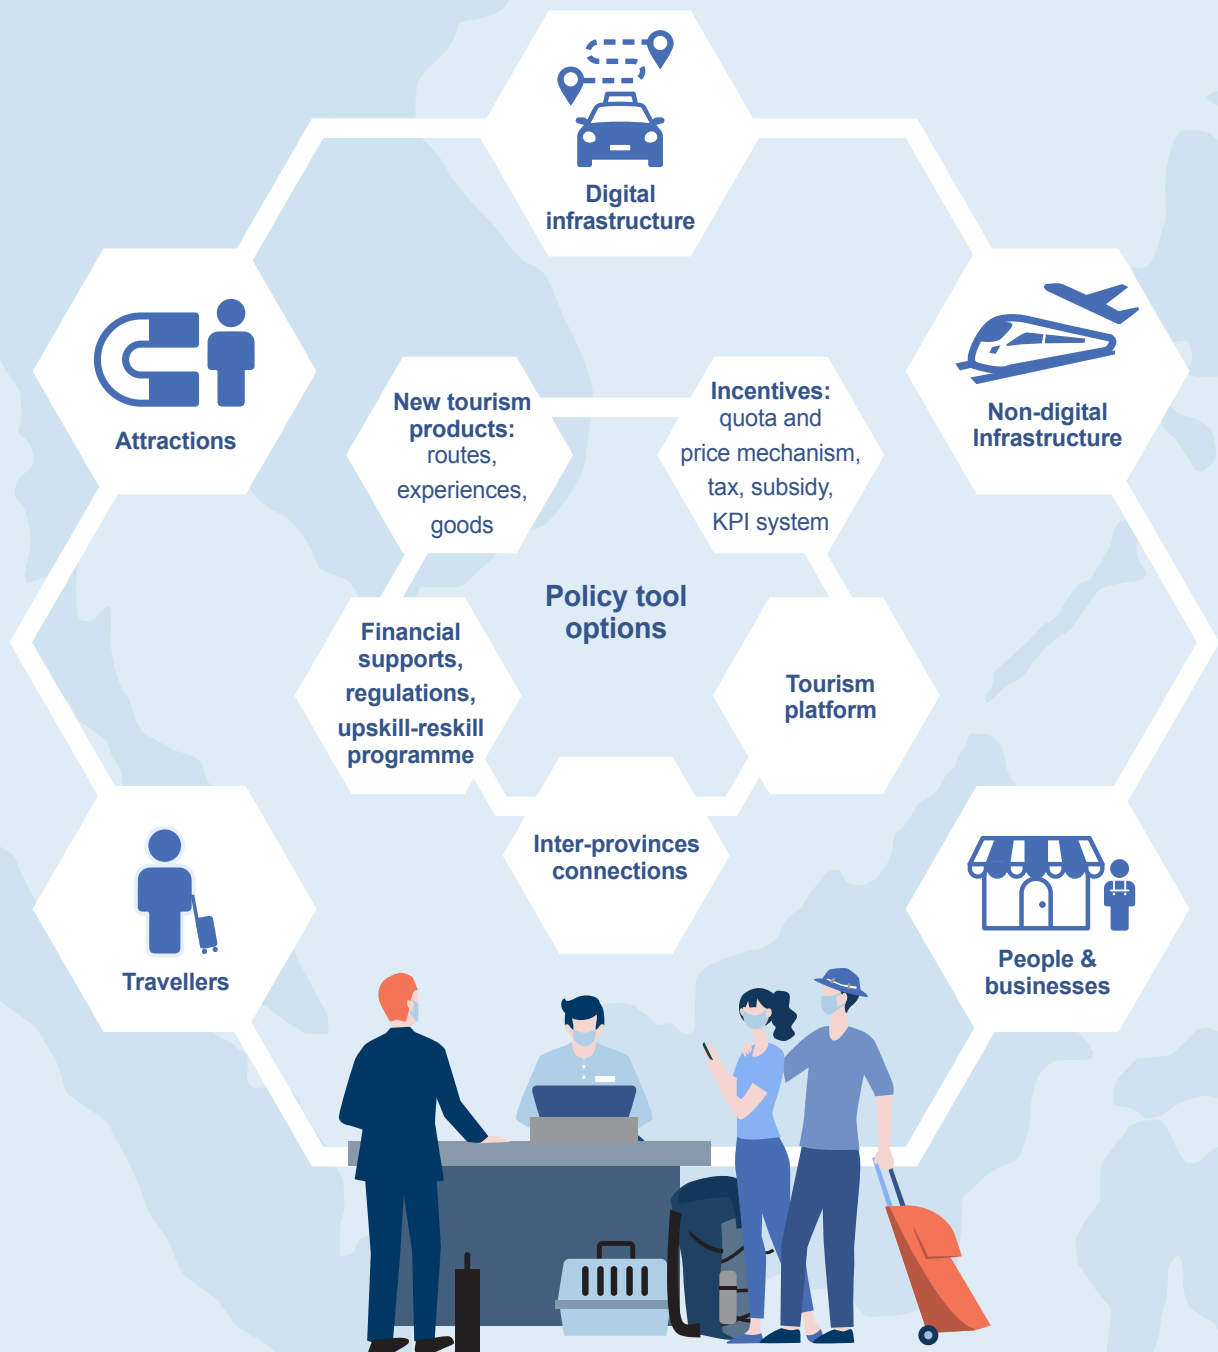 Digital
infrastructure
Attractions
Non-digital
Infrastructure
New tourism
products:
routes,
experiences,
goods
Incentives:
quota and
price mechanism,
tax, subsidy,
KPI system
Policy tool
options
Financial
supports,
regulations,
upskill-reskill
programme
Tourism
platform
Inter-provinces
connections
Travellers
People &
businesses